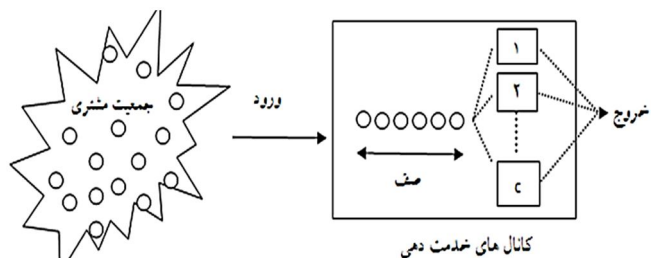 جمعیت مشتری
ورود
صف
۱
۲
c
خروج
کانال های خدمت دهی